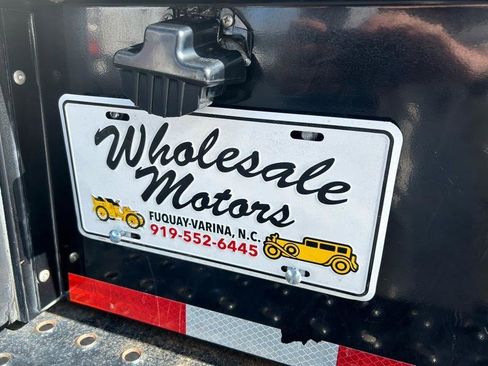 Wholesale
Motors
FUQUAY-VARINA, N.C.
919-552-6445